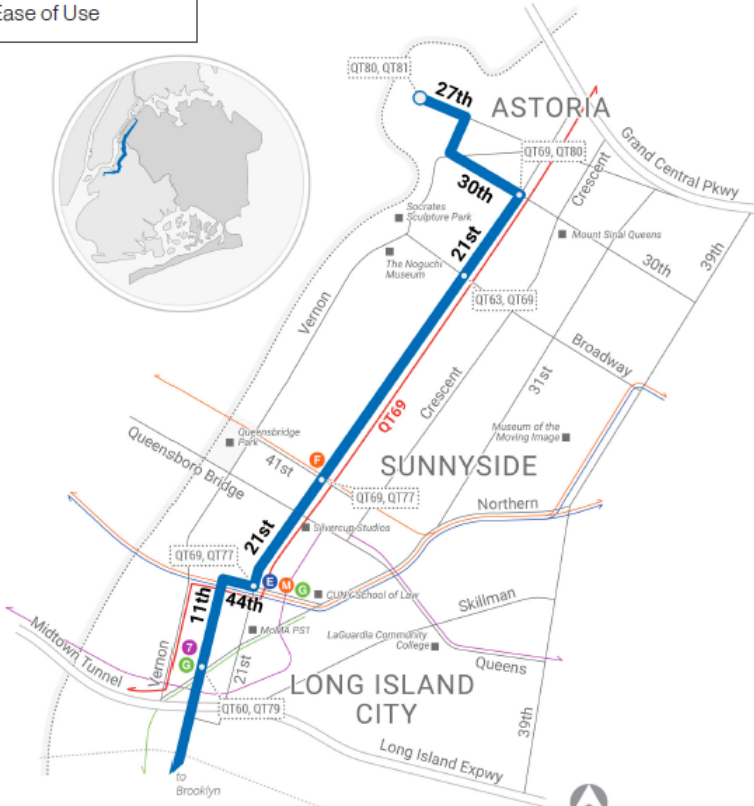 Ease of Use
QT80, QT81
27th
ASTORIA
QT69, QT80
Grand Central Pkwy
Crescent
30th
Socrates
Sculpture Park
21st
Mount Sinai Queens
The Noguchi
Museum
30th
39th
QT63, QT69
Vernon
Broadway
Crescent
31st
QT69
Museum of the
Moving Image
Queensbridge
Park
F
41st
SUNNYSIDE
Queensboro Bridge
QT69, QT77
Northern
21st
Silvercup Studios
QT69, QT77
E
M
G
11th
44th
CUNY School of Law
Skillman
MoMA PS1
LaGuardia Community
College
7
G
Midtown Tunnel
Vernon
21st
Queens
LONG ISLAND
CITY
QT60, QT79
39th
Long Island Expwy
to
Brooklyn